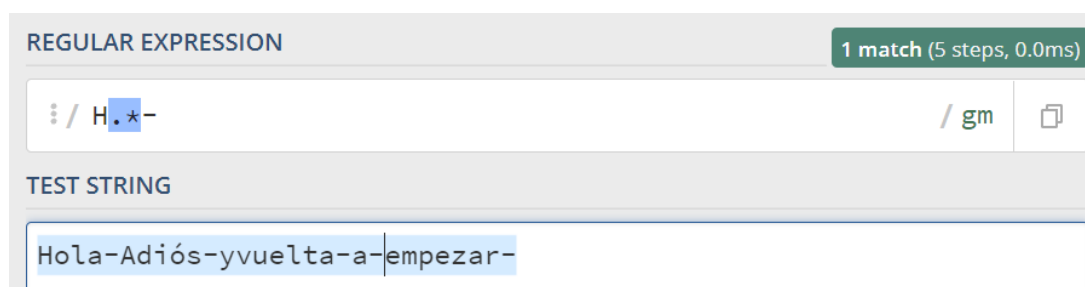 REGULAR EXPRESSION
1 match (5 steps, 0.0ms)
/ H.*- / gm
TEST STRING
Hola-Adiós-yvuelta-a-empezar-